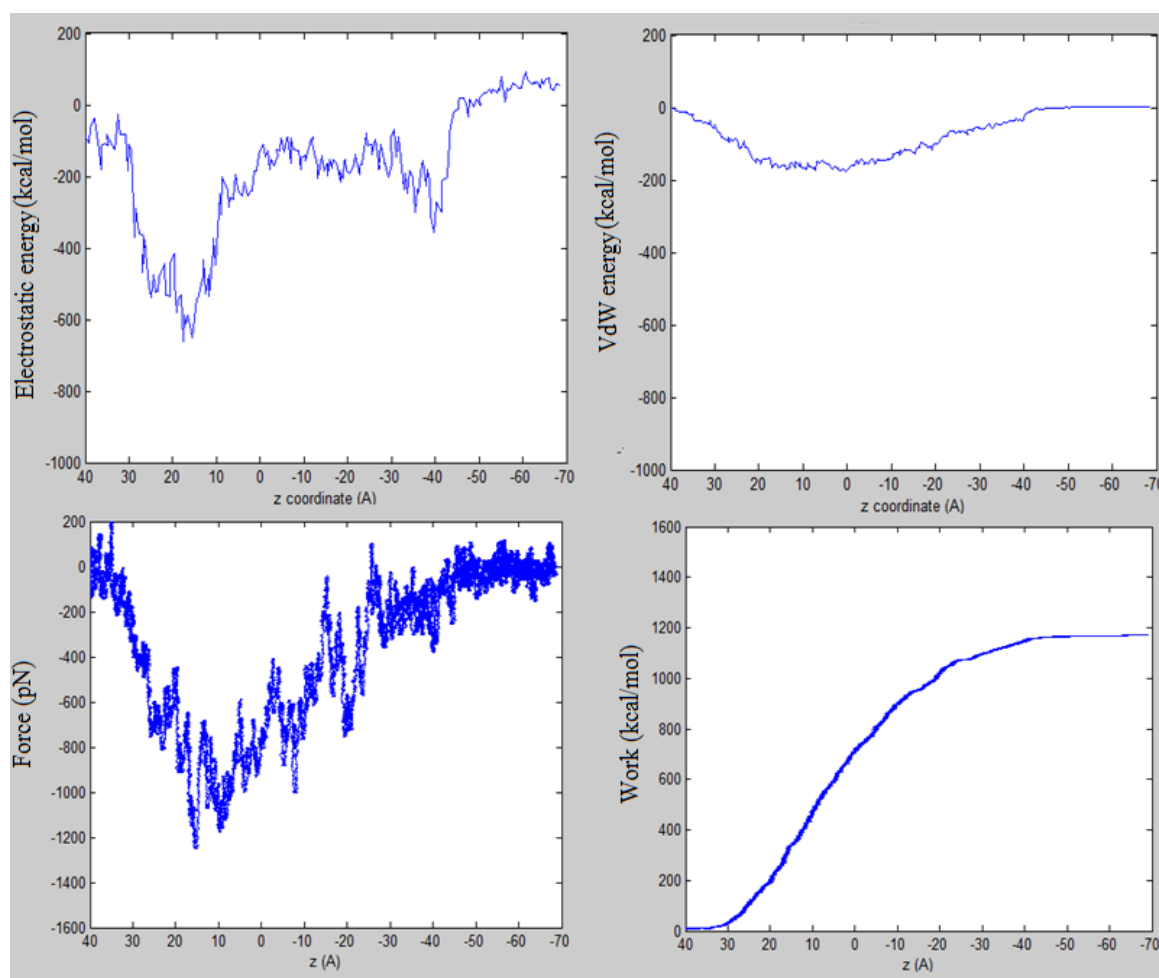 200
0
-200
-400
-600
-800
-1000
Electrostatic energy (kcal/mol)
40 30 20 10 0 -10 -20 -30 -40 -50 -60 -70
z coordinate (A)
200
0
-200
-400
-600
-800
-1000
VdW energy (kcal/mol)
40 30 20 10 0 -10 -20 -30 -40 -50 -60 -70
z coordinate (A)
200
0
-200
-400
-600
-800
-1000
-1200
-1400
-1600
Force (pN)
40 30 20 10 0 -10 -20 -30 -40 -50 -60 -70
z (A)
1600
1400
1200
1000
800
600
400
200
0
Work (kcal/mol)
40 30 20 10 0 -10 -20 -30 -40 -50 -60 -70
z (A)